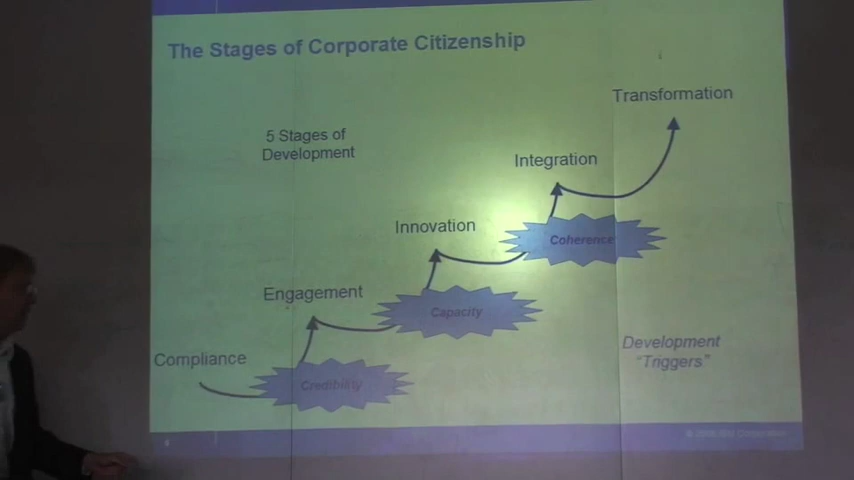 The Stages of Corporate Citizenship
Transformation
5 Stages of
Development
Integration
Coherence
Innovation
Engagement
Capacity
Development
"Triggers"
Compliance
Credibility